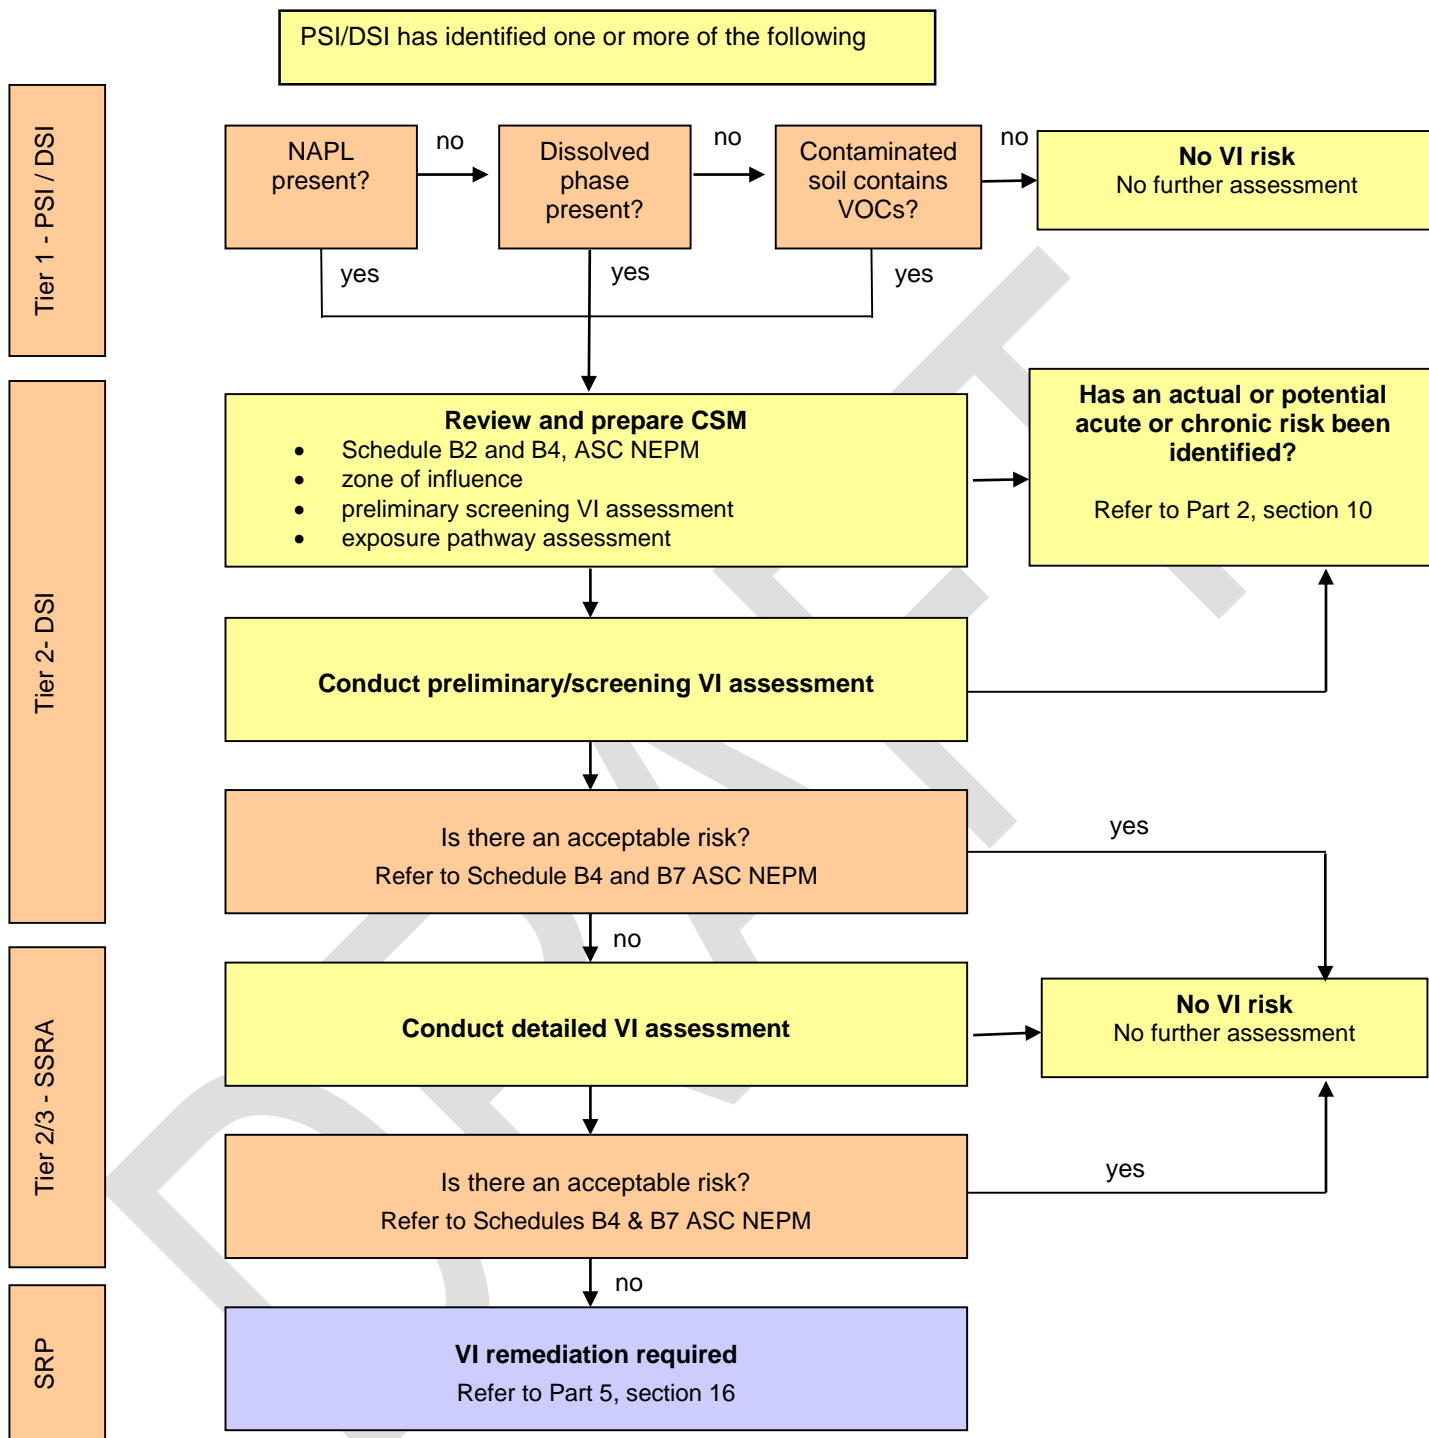 PSI/DSI has identified one or more of the following
Tier 1 - PSI / DSI
NAPL
present?
no
Dissolved
phase
present?
no
Contaminated
soil contains
VOCs?
no
No VI risk
No further assessment
yes
yes
yes
Tier 2- DSI
Review and prepare CSM
• Schedule B2 and B4, ASC NEPM
• zone of influence
• preliminary screening VI assessment
• exposure pathway assessment
Has an actual or potential
acute or chronic risk been
identified?
Refer to Part 2, section 10
Conduct preliminary/screening VI assessment
Is there an acceptable risk?
Refer to Schedule B4 and B7 ASC NEPM
yes
no
Tier 2/3 - SSRA
Conduct detailed VI assessment
No VI risk
No further assessment
Is there an acceptable risk?
Refer to Schedules B4 & B7 ASC NEPM
yes
no
SRP
VI remediation required
Refer to Part 5, section 16
DRAFT